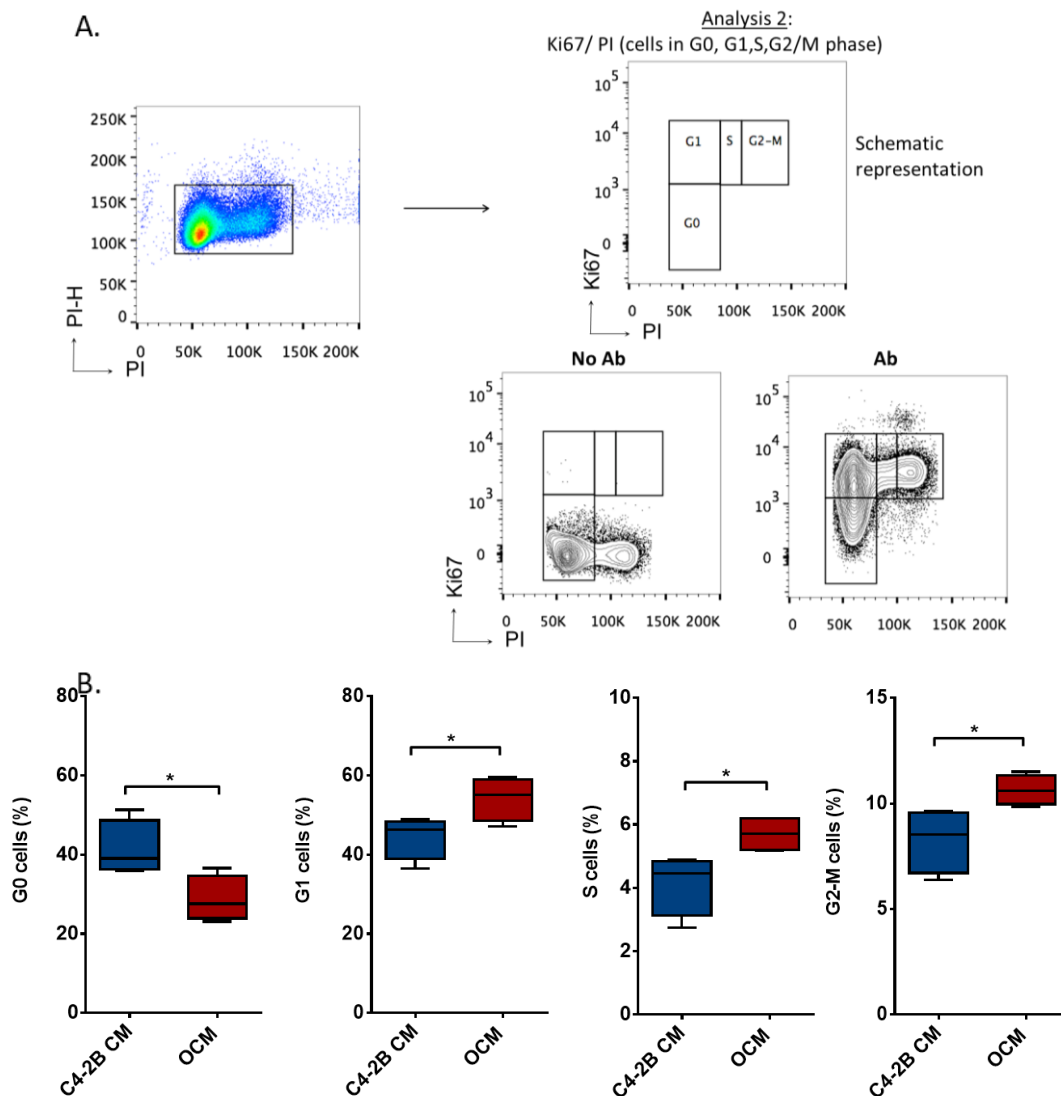 A.
Analysis 2:
Ki67/ PI (cells in G0, G1,S,G2/M phase)
250K
200K
150K
100K
50K
0
PI-H
0 50K 100K 150K 200K
PI
10^5
10^4
10^3
0
Ki67
G1 S G2-M
G0
0 50K 100K 150K 200K
PI
Schematic
representation
No Ab
10^5
10^4
10^3
0
Ki67
0 50K 100K 150K 200K
PI
Ab
10^5
10^4
10^3
0
0 50K 100K 150K 200K
B.
80
60
40
20
0
G0 cells (%)
*
C4-2B CM
OCM
80
60
40
20
0
G1 cells (%)
*
C4-2B CM
OCM
10
8
6
4
2
0
S cells (%)
*
C4-2B CM
OCM
15
10
5
0
G2-M cells (%)
*
C4-2B CM
OCM